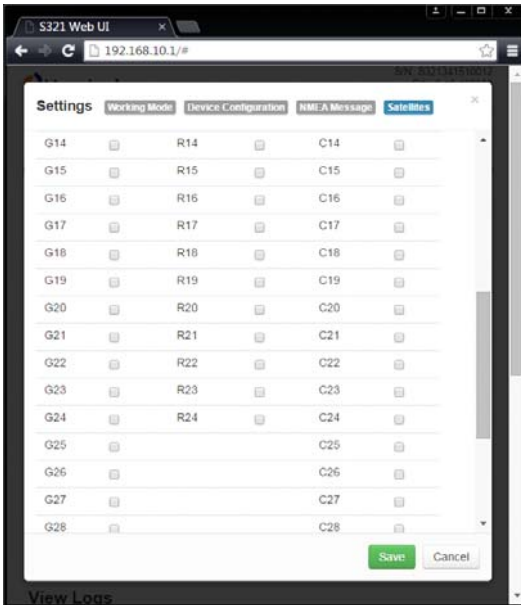 S321 Web UI
192.168.10.1/#
Settings Working Mode Device Configuration NMEA Message Satellites
G14 R14 C14
G15 R15 C15
G16 R16 C16
G17 R17 C17
G18 R18 C18
G19 R19 C19
G20 R20 C20
G21 R21 C21
G22 R22 C22
G23 R23 C23
G24 R24 C24
G25 C25
G26 C26
G27 C27
G28 C28
Save Cancel
View Logs